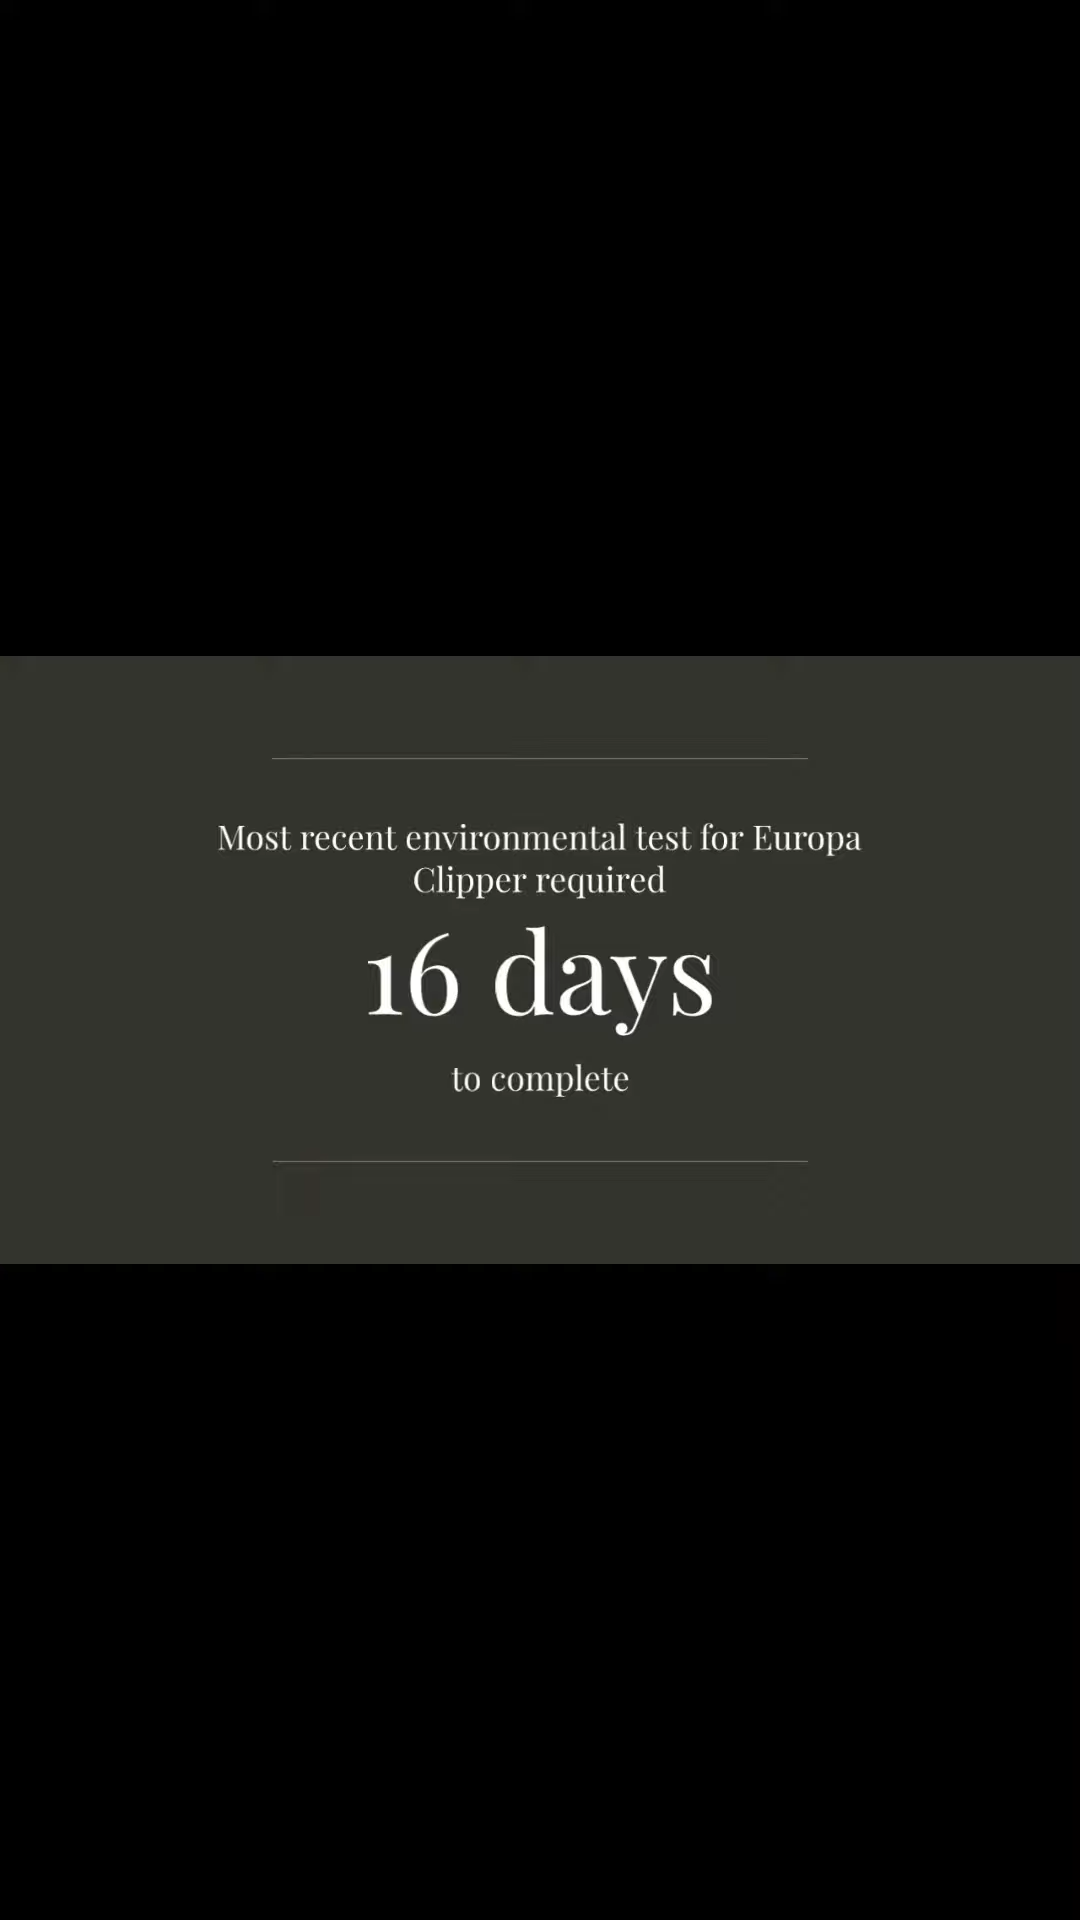 Most recent environmental test for Europa
Clipper required
16 days
to complete